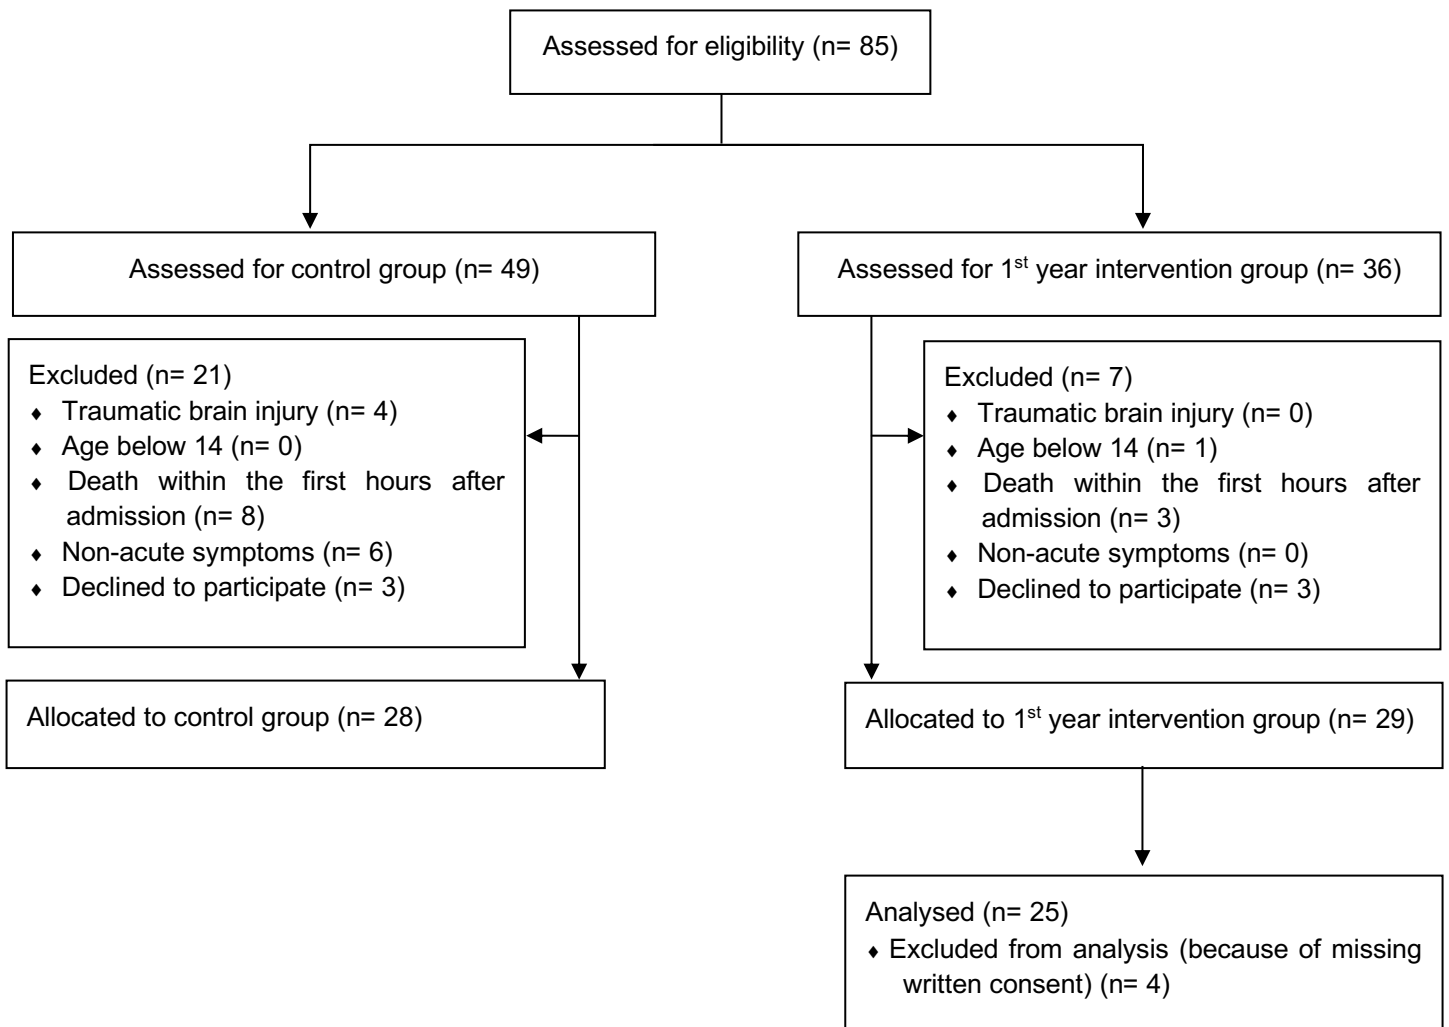 Assessed for eligibility (n= 85)
Assessed for control group (n= 49)
Assessed for 1st year intervention group (n= 36)
Excluded (n= 21)
♦ Traumatic brain injury (n= 4)
♦ Age below 14 (n= 0)
♦ Death within the first hours after
admission (n= 8)
♦ Non-acute symptoms (n= 6)
♦ Declined to participate (n= 3)
Excluded (n= 7)
♦ Traumatic brain injury (n= 0)
♦ Age below 14 (n= 1)
♦ Death within the first hours after
admission (n= 3)
♦ Non-acute symptoms (n= 0)
♦ Declined to participate (n= 3)
Allocated to control group (n= 28)
Allocated to 1st year intervention group (n= 29)
Analysed (n= 25)
♦ Excluded from analysis (because of missing
written consent) (n= 4)